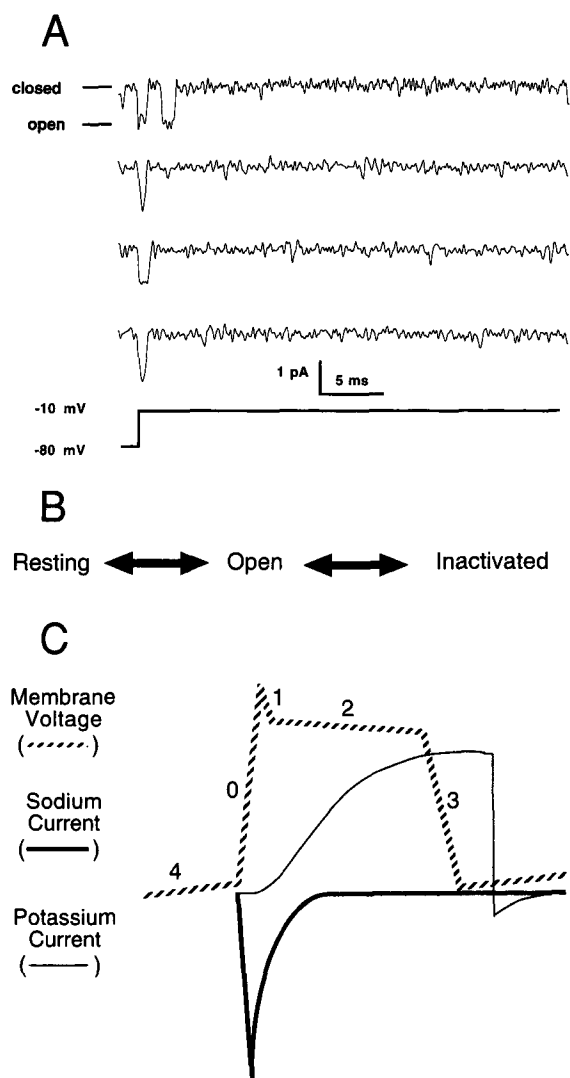 A
closed
open
1 pA
5 ms
-10 mV
-80 mV
B
Resting
Open
Inactivated
C
Membrane
Voltage
( )
Sodium
Current
( )
Potassium
Current
( )
4
0
1
2
3